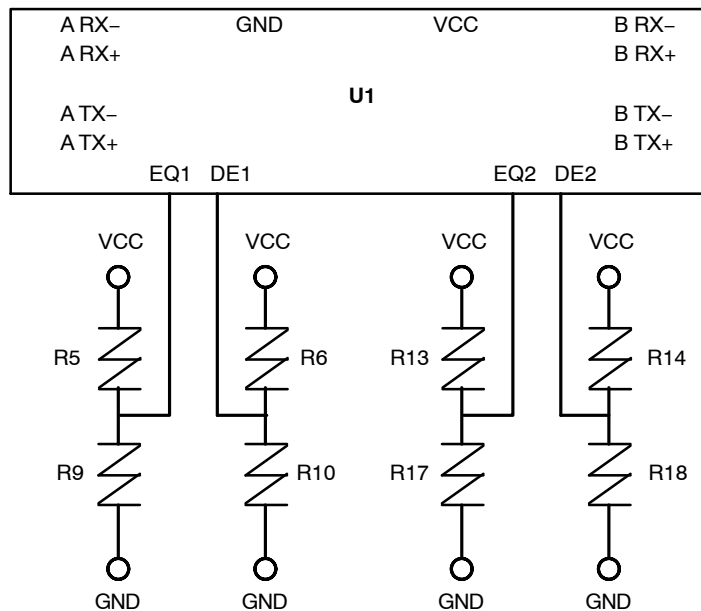 A RX− GND VCC B RX−
A RX+ B RX+
U1
A TX− B TX−
A TX+ B TX+
EQ1 DE1 EQ2 DE2
VCC VCC VCC VCC
R5 R6 R13 R14
R9 R10 R17 R18
GND GND GND GND